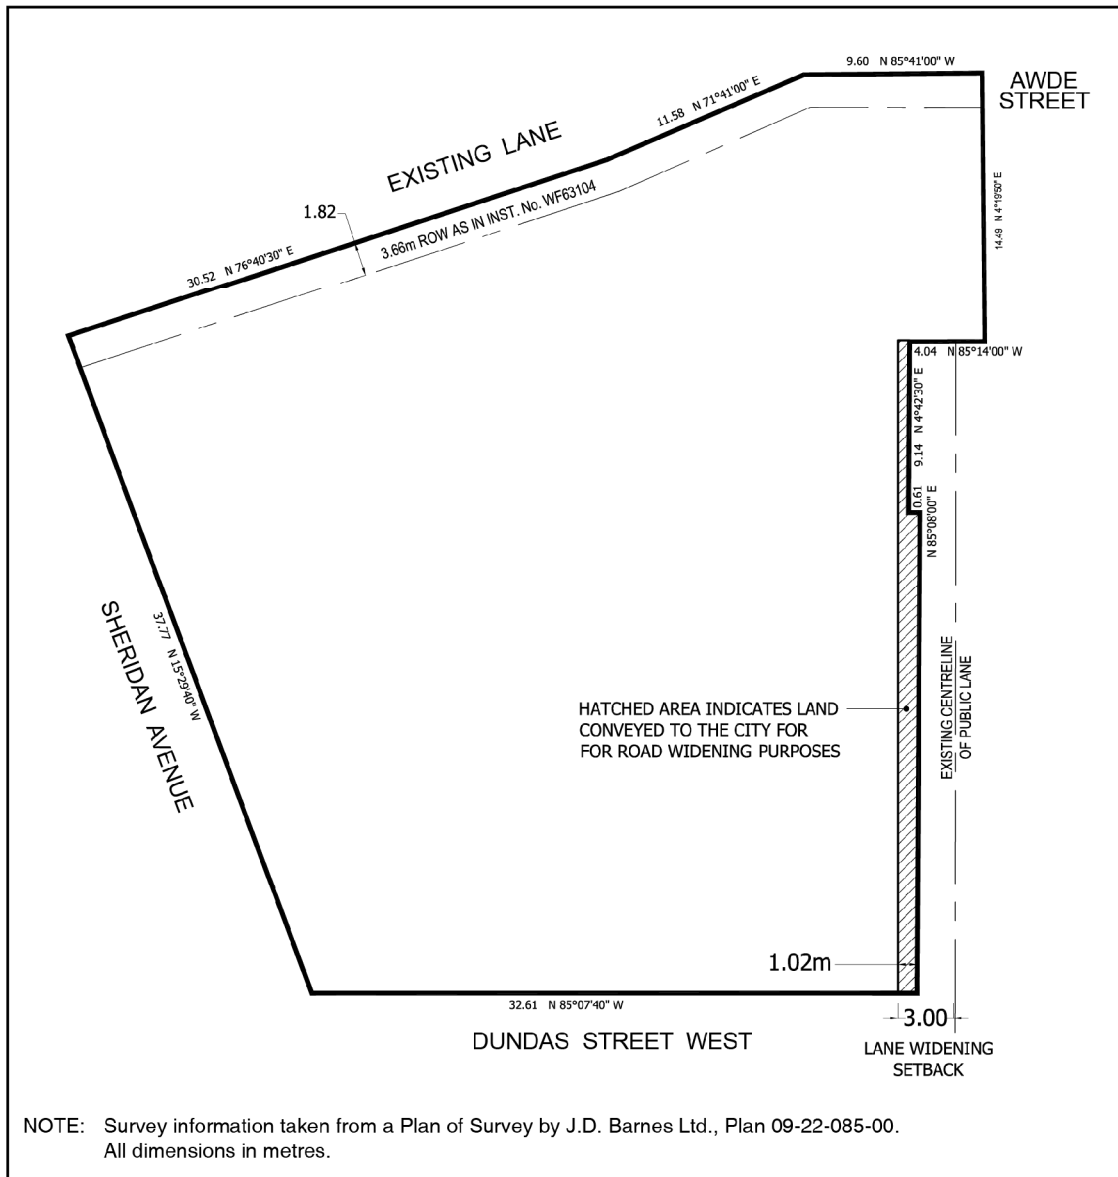 9.60 N 85°41'00" W
AWDE
STREET
11.58 N 71°41'00" E
EXISTING LANE
3.66m ROW AS IN INST. No. WF63104
1.82
30.52 N 76°40'30" E
14.49 N 4°19'50" E
4.04 N 85°14'00" W
9.14 N 4°42'30" E
0.61
N 85°08'00" E
SHERIDAN AVENUE
37.77 N 15°29'40" W
HATCHED AREA INDICATES LAND
CONVEYED TO THE CITY FOR
FOR ROAD WIDENING PURPOSES
EXISTING CENTRELINE
OF PUBLIC LANE
1.02m
32.61 N 85°07'40" W
3.00
DUNDAS STREET WEST
LANE WIDENING
SETBACK
NOTE: Survey information taken from a Plan of Survey by J.D. Barnes Ltd., Plan 09-22-085-00.
All dimensions in metres.